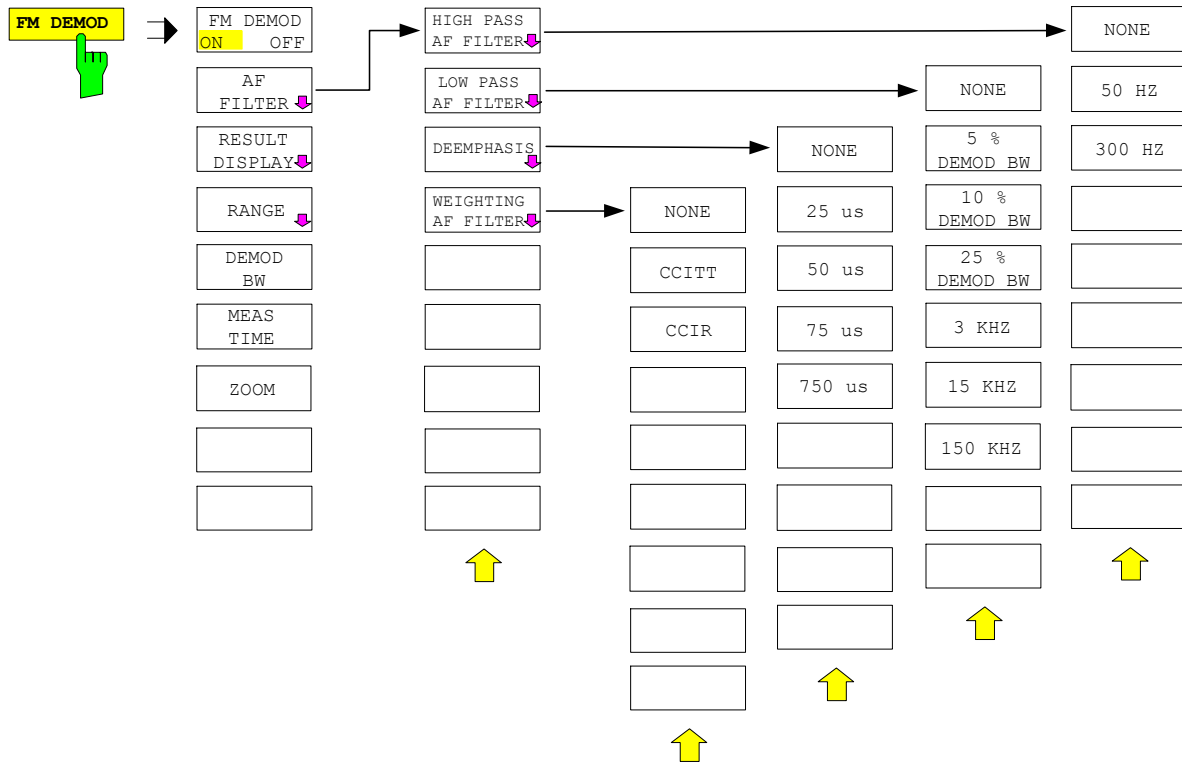 FM DEMOD
FM DEMOD
ON OFF
AF
FILTER
RESULT
DISPLAY
RANGE
DEMOD
BW
MEAS
TIME
ZOOM
HIGH PASS
AF FILTER
LOW PASS
AF FILTER
DEEMPHASIS
WEIGHTING
AF FILTER
NONE
CCITT
CCIR
NONE
25 us
50 us
75 us
750 us
NONE
5 %
DEMOD BW
10 %
DEMOD BW
25 %
DEMOD BW
3 KHZ
15 KHZ
150 KHZ
NONE
50 HZ
300 HZ